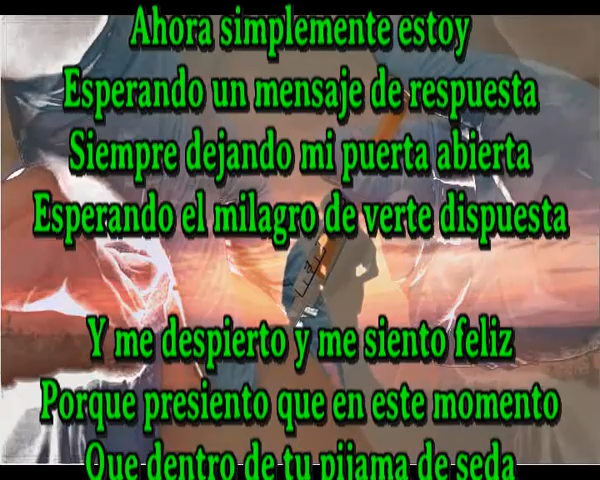 Ahora simplemente estoy
Esperando un mensaje de respuesta
Siempre dejando mi puerta abierta
Esperando el milagro de verte dispuesta
Y me despierto y me siento feliz
Porque presiento que en este momento
Que dentro de tu pijama de seda